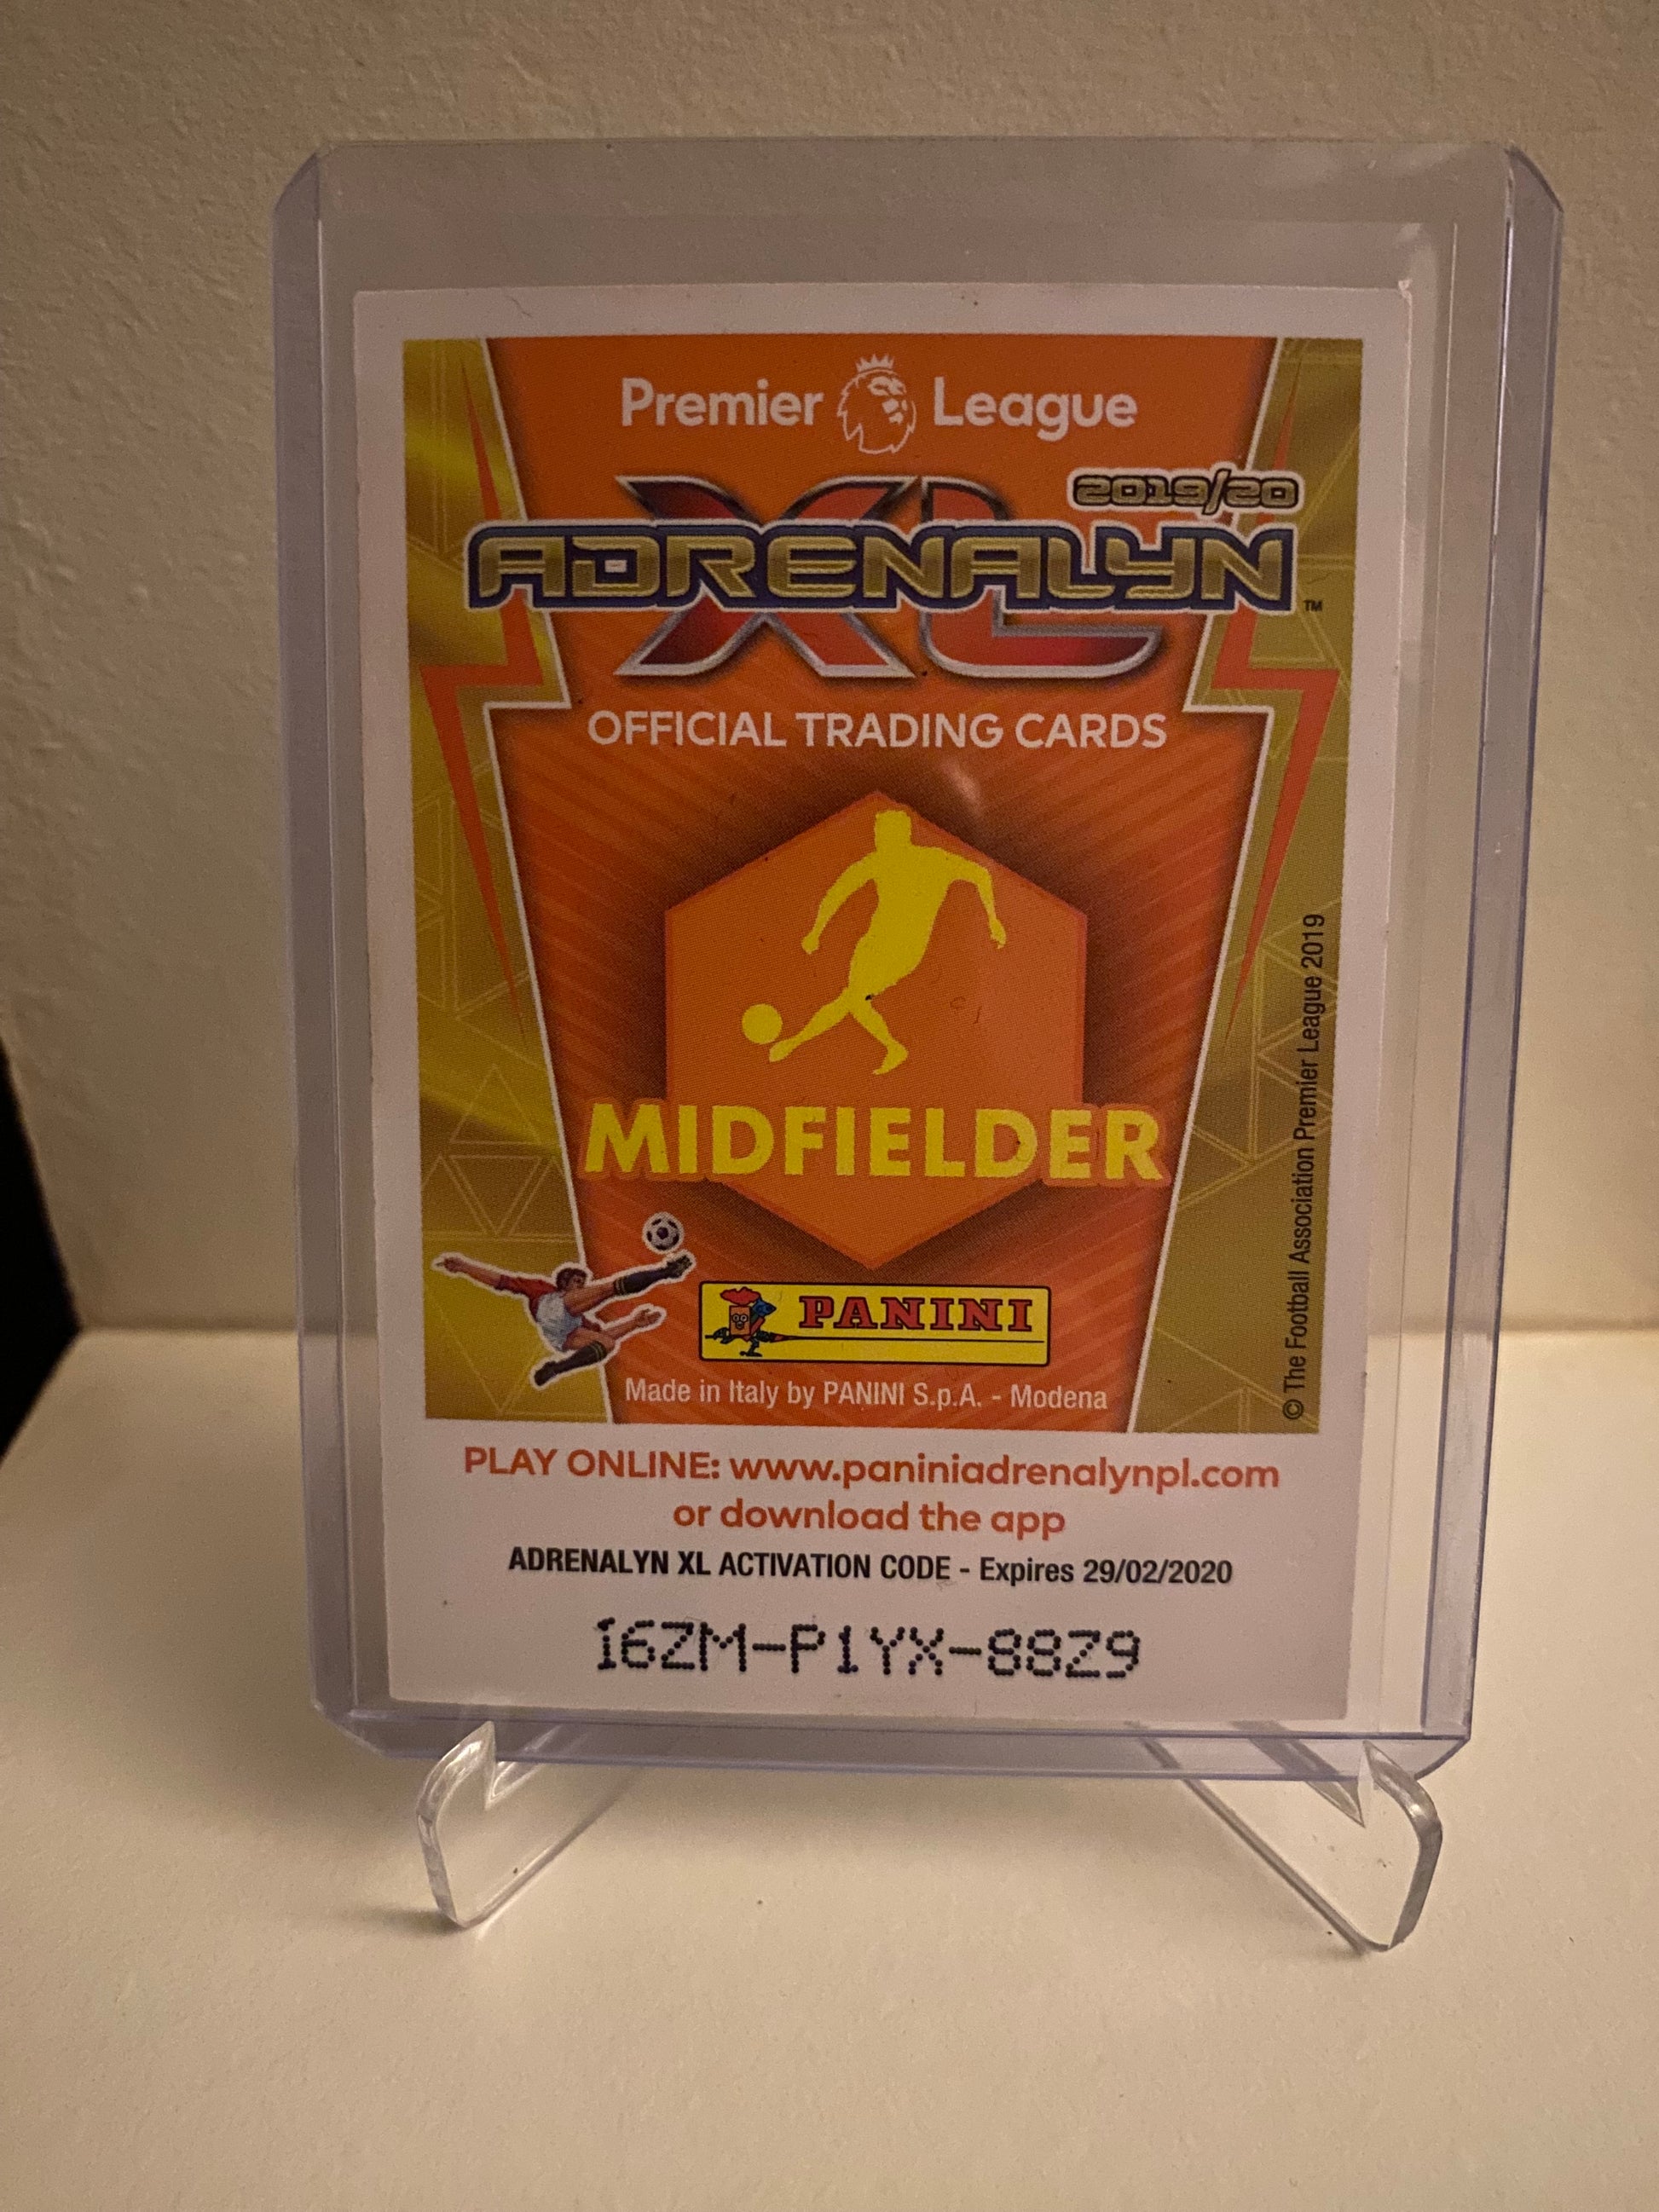 Premier League
2019/20
ADRENALYN
XL
TM
OFFICIAL TRADING CARDS
MIDFIELDER
© The Football Association Premier League 2019
PANINI
Made in Italy by PANINI S.p.A. - Modena
PLAY ONLINE: www.paniniadrenalynpl.com
or download the app
ADRENALYN XL ACTIVATION CODE - Expires 29/02/2020
I6ZM-P1YX-88Z9